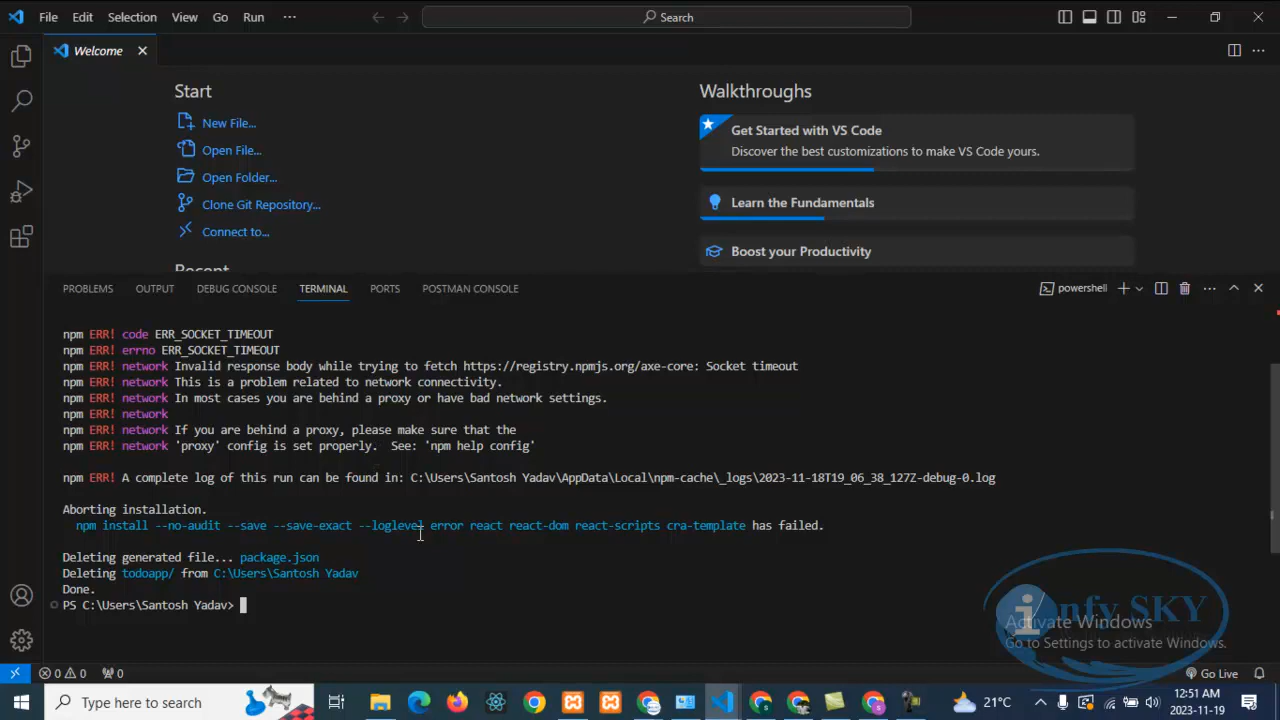 File Edit Selection View Go Run ···
Search
Welcome
Start
New File...
Open File...
Open Folder...
Clone Git Repository...
Connect to...
Recent
Walkthroughs
Get Started with VS Code
Discover the best customizations to make VS Code yours.
Learn the Fundamentals
Boost your Productivity
PROBLEMS OUTPUT DEBUG CONSOLE TERMINAL PORTS POSTMAN CONSOLE
powershell
npm ERR! code ERR_SOCKET_TIMEOUT
npm ERR! errno ERR_SOCKET_TIMEOUT
npm ERR! network Invalid response body while trying to fetch https://registry.npmjs.org/axe-core: Socket timeout
npm ERR! network This is a problem related to network connectivity.
npm ERR! network In most cases you are behind a proxy or have bad network settings.
npm ERR! network
npm ERR! network If you are behind a proxy, please make sure that the
npm ERR! network 'proxy' config is set properly.  See: 'npm help config'
npm ERR! A complete log of this run can be found in: C:\Users\Santosh Yadav\AppData\Local\npm-cache\_logs\2023-11-18T19_06_38_127Z-debug-0.log
Aborting installation.
npm install --no-audit --save --save-exact --loglevel error react react-dom react-scripts cra-template has failed.
Deleting generated file... package.json
Deleting todoapp/ from C:\Users\Santosh Yadav
Done.
PS C:\Users\Santosh Yadav>
infy SKY
Activate Windows
Go to Settings to activate Windows.
0 0 0
Go Live
Type here to search
21°C
12:51 AM
2023-11-19